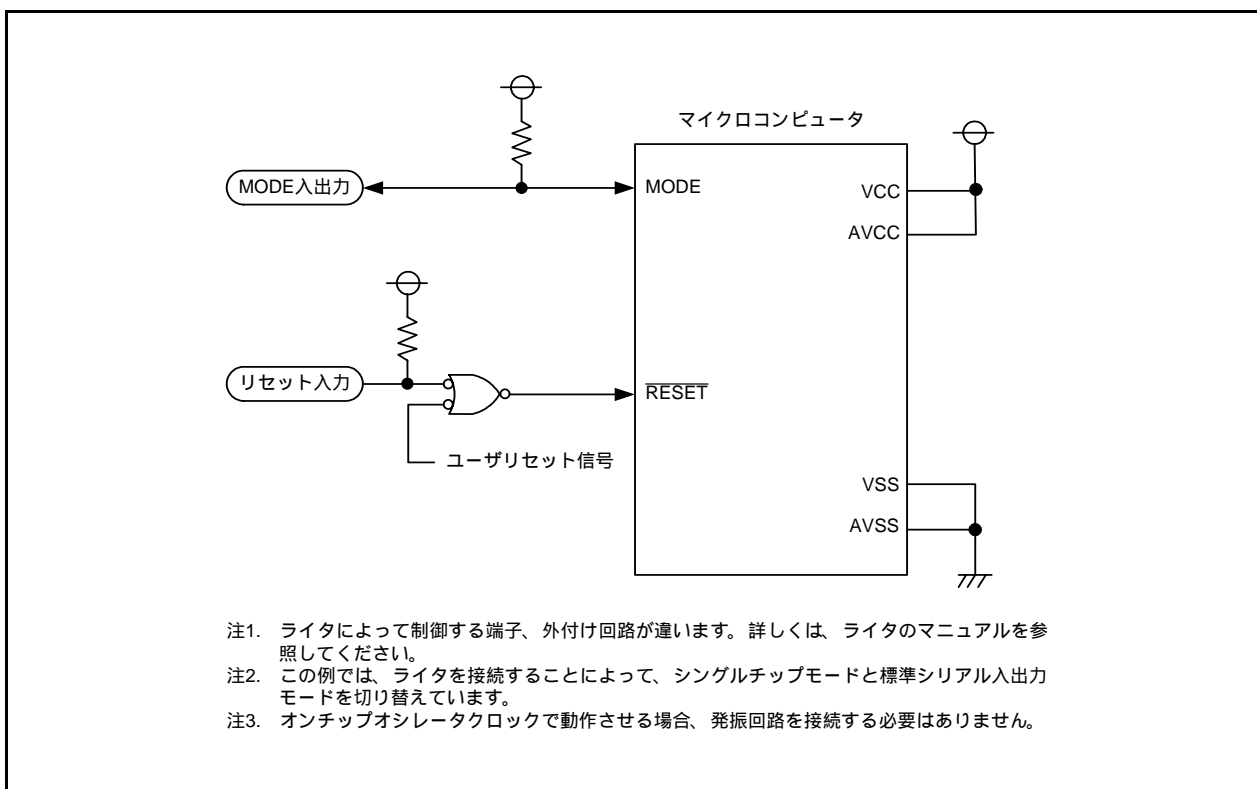 マイクロコンピュータ
MODE入出力
MODE
VCC
AVCC
リセット入力
RESET
ユーザリセット信号
VSS
AVSS
注1. ライタによって制御する端子、外付け回路が違います。詳しくは、ライタのマニュアルを参
照してください。
注2. この例では、ライタを接続することによって、シングルチップモードと標準シリアル入出力
モードを切り替えています。
注3. オンチップオシレータクロックで動作させる場合、発振回路を接続する必要はありません。